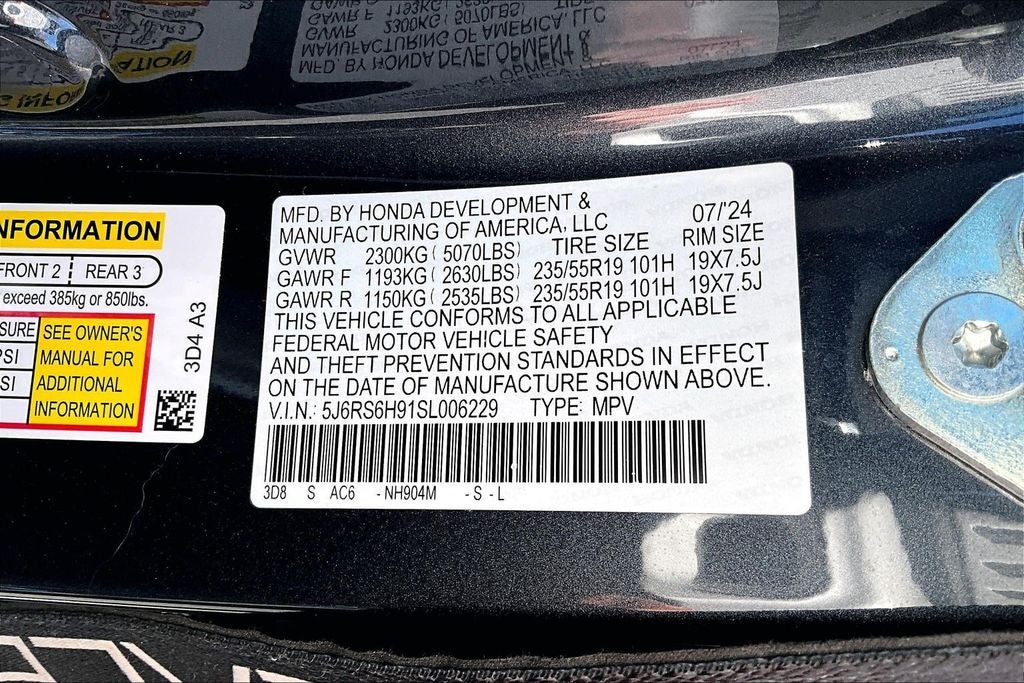 MFD. BY HONDA DEVELOPMENT &
MANUFACTURING OF AMERICA, LLC 07/'24
GVWR 2300KG ( 5070LBS) TIRE SIZE RIM SIZE
GAWR F 1193KG ( 2630LBS) 235/55R19 101H 19X7.5J
GAWR R 1150KG ( 2535LBS) 235/55R19 101H 19X7.5J
THIS VEHICLE CONFORMS TO ALL APPLICABLE
FEDERAL MOTOR VEHICLE SAFETY
AND THEFT PREVENTION STANDARDS IN EFFECT
ON THE DATE OF MANUFACTURE SHOWN ABOVE.
V.I.N.: 5J6RS6H91SL006229 TYPE: MPV
3D8 S AC6 - NH904M - S - L
NFORMATION
FRONT 2 REAR 3
exceed 385kg or 850lbs.
SURE
PSI
SI
SEE OWNER'S
MANUAL FOR
ADDITIONAL
INFORMATION
3D4 A3